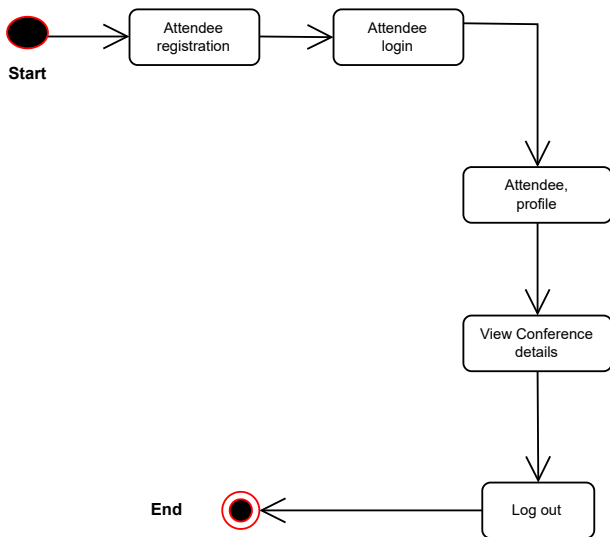 Attendee
registration
Attendee
login
Start
Attendee,
profile
View Conference
details
End
Log out